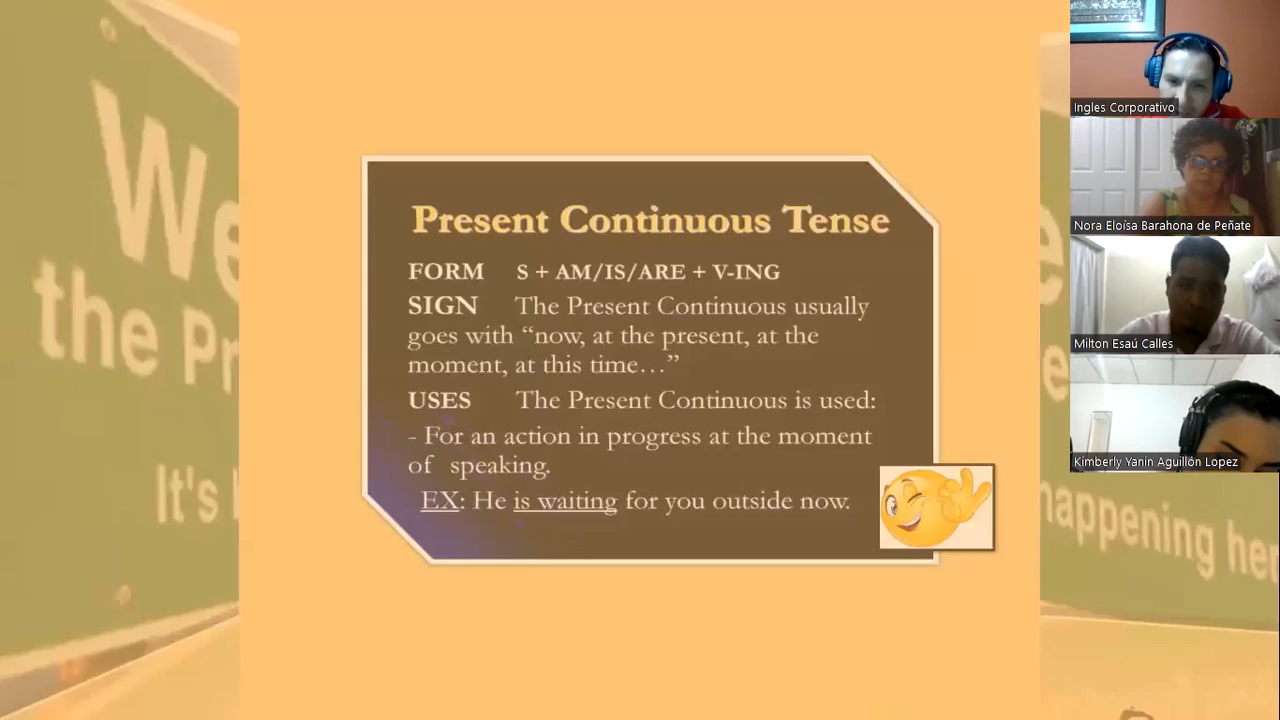 We
the Pr
It's
e
happening her
Present Continuous Tense
FORM S + AM/IS/ARE + V-ING
SIGN The Present Continuous usually
goes with “now, at the present, at the
moment, at this time…”
USES The Present Continuous is used:
- For an action in progress at the moment
of speaking.
EX: He is waiting for you outside now.
Ingles Corporativo
Nora Eloísa Barahona de Peñate
Milton Esaú Calles
Kimberly Yanin Aguillón Lopez